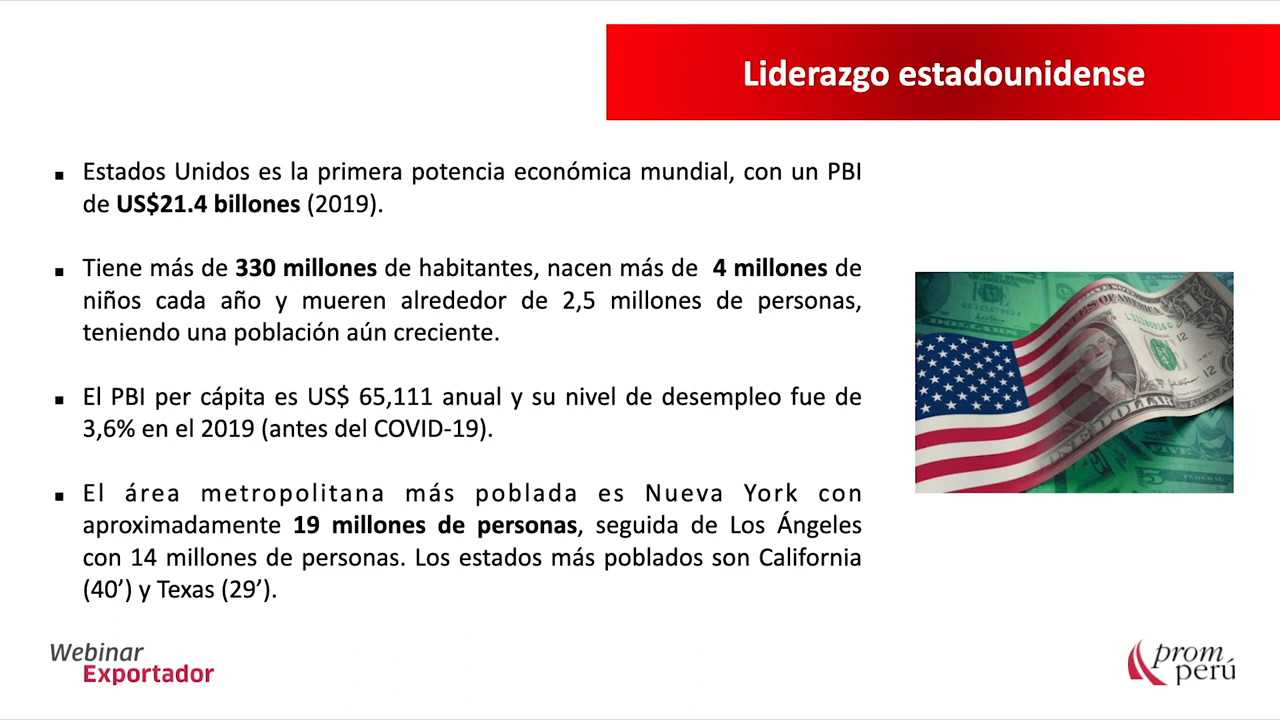 Liderazgo estadounidense
▪ Estados Unidos es la primera potencia económica mundial, con un PBI
de US$21.4 billones (2019).
▪ Tiene más de 330 millones de habitantes, nacen más de 4 millones de
niños cada año y mueren alrededor de 2,5 millones de personas,
teniendo una población aún creciente.
▪ El PBI per cápita es US$ 65,111 anual y su nivel de desempleo fue de
3,6% en el 2019 (antes del COVID-19).
▪ El área metropolitana más poblada es Nueva York con
aproximadamente 19 millones de personas, seguida de Los Ángeles
con 14 millones de personas. Los estados más poblados son California
(40’) y Texas (29’).
Webinar
Exportador
prom
perú